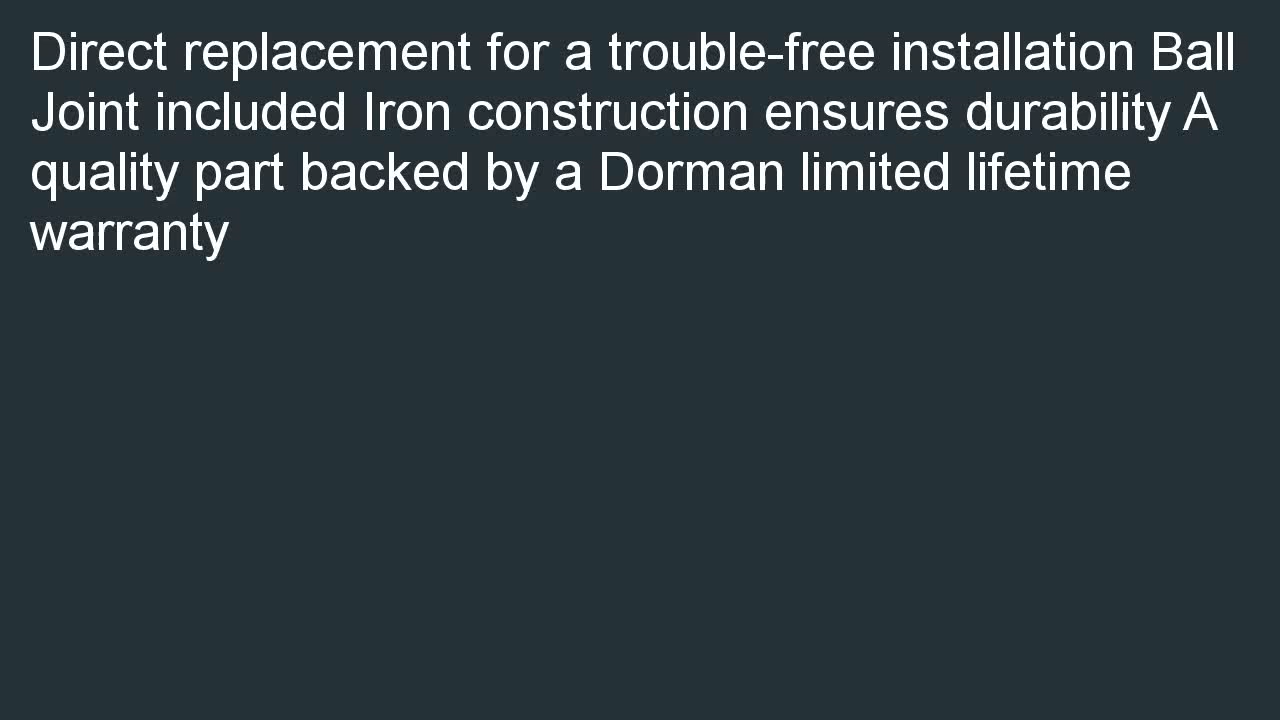 Direct replacement for a trouble-free installation Ball
Joint included Iron construction ensures durability A
quality part backed by a Dorman limited lifetime
warranty